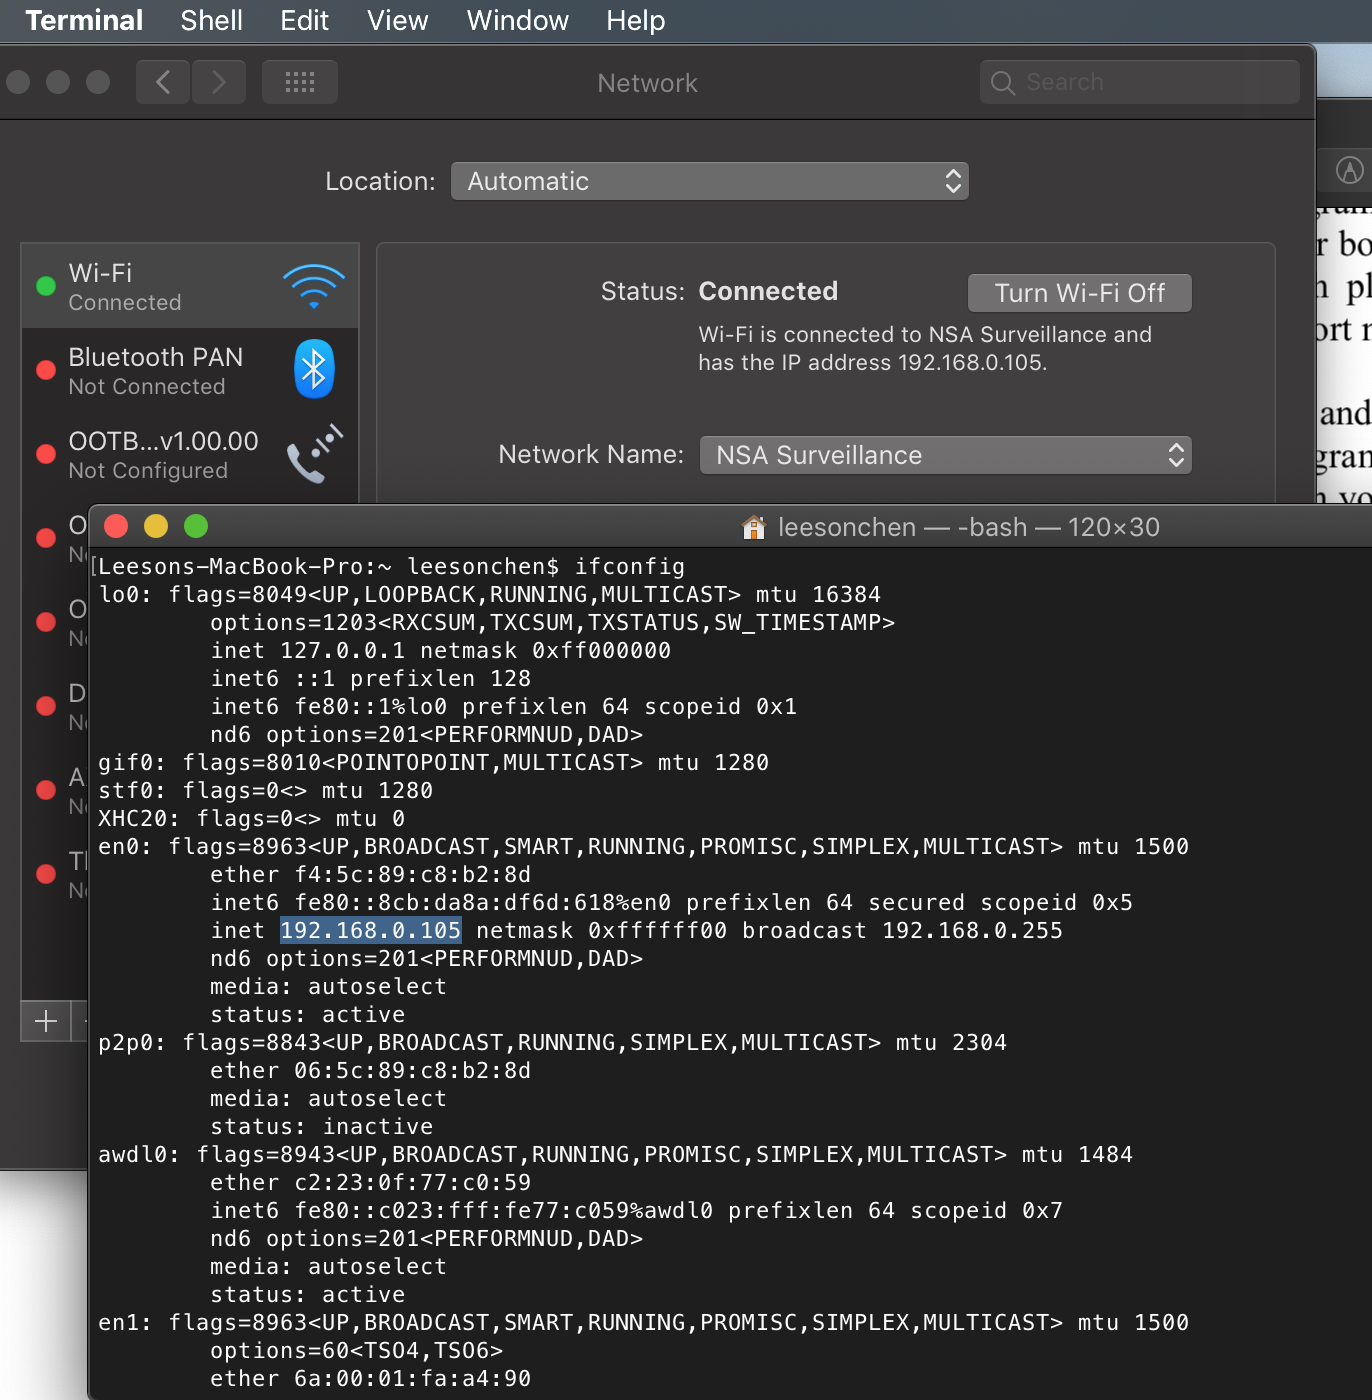 Terminal Shell Edit View Window Help
Network
Search
Location: Automatic
Wi-Fi
Connected
Bluetooth PAN
Not Connected
OOTB...v1.00.00
Not Configured
Status: Connected
Turn Wi-Fi Off
Wi-Fi is connected to NSA Surveillance and
has the IP address 192.168.0.105.
Network Name: NSA Surveillance
r bo
and
gran
leesonchen — -bash — 120×30
[Leesons-MacBook-Pro:~ leesonchen$ ifconfig
lo0: flags=8049<UP,LOOPBACK,RUNNING,MULTICAST> mtu 16384
options=1203<RXCSUM,TXCSUM,TXSTATUS,SW_TIMESTAMP>
inet 127.0.0.1 netmask 0xff000000
inet6 ::1 prefixlen 128
inet6 fe80::1%lo0 prefixlen 64 scopeid 0x1
nd6 options=201<PERFORMNUD,DAD>
gif0: flags=8010<POINTOPOINT,MULTICAST> mtu 1280
stf0: flags=0<> mtu 1280
XHC20: flags=0<> mtu 0
en0: flags=8963<UP,BROADCAST,SMART,RUNNING,PROMISC,SIMPLEX,MULTICAST> mtu 1500
ether f4:5c:89:c8:b2:8d
inet6 fe80::8cb:da8a:df6d:618%en0 prefixlen 64 secured scopeid 0x5
inet 192.168.0.105 netmask 0xffffff00 broadcast 192.168.0.255
nd6 options=201<PERFORMNUD,DAD>
media: autoselect
status: active
p2p0: flags=8843<UP,BROADCAST,RUNNING,SIMPLEX,MULTICAST> mtu 2304
ether 06:5c:89:c8:b2:8d
media: autoselect
status: inactive
awdl0: flags=8943<UP,BROADCAST,RUNNING,PROMISC,SIMPLEX,MULTICAST> mtu 1484
ether c2:23:0f:77:c0:59
inet6 fe80::c023:fff:fe77:c059%awdl0 prefixlen 64 scopeid 0x7
nd6 options=201<PERFORMNUD,DAD>
media: autoselect
status: active
en1: flags=8963<UP,BROADCAST,SMART,RUNNING,PROMISC,SIMPLEX,MULTICAST> mtu 1500
options=60<TSO4,TSO6>
ether 6a:00:01:fa:a4:90